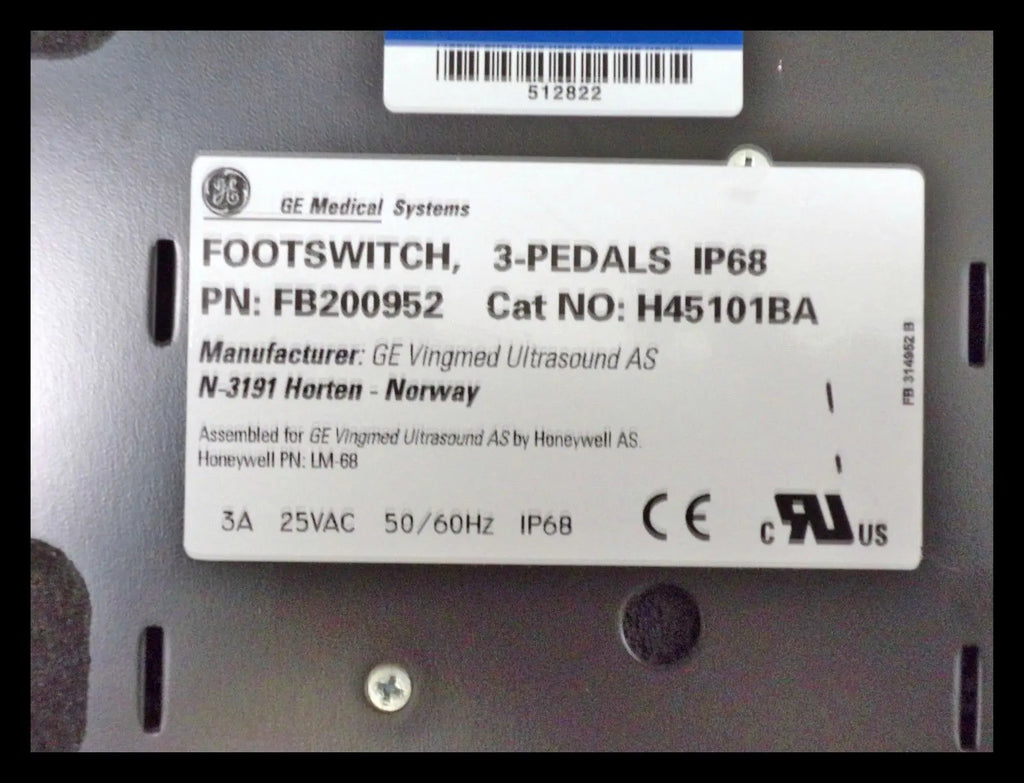 512822
GE
GE Medical Systems
FOOTSWITCH, 3-PEDALS IP68
PN: FB200952 Cat NO: H45101BA
Manufacturer: GE Vingmed Ultrasound AS
N-3191 Horten - Norway
Assembled for GE Vingmed Ultrasound AS by Honeywell AS.
Honeywell PN: LM-68
3A 25VAC 50/60Hz IP68
CE
c RU US
FB 314952 B